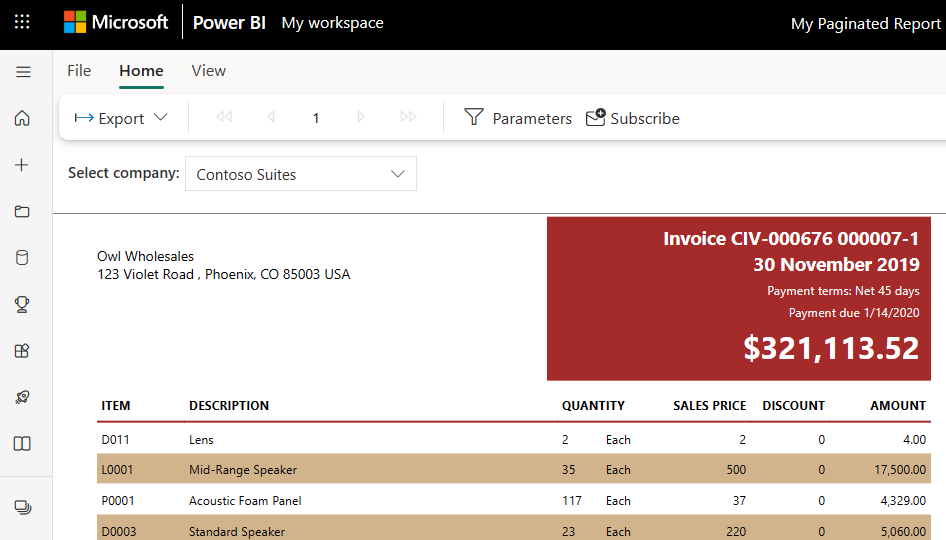 Microsoft Power BI My workspace My Paginated Report
File Home View
Export 1 Parameters Subscribe
Select company: Contoso Suites
Invoice CIV-000676 000007-1
Owl Wholesales
30 November 2019
123 Violet Road , Phoenix, CO 85003 USA
Payment terms: Net 45 days
Payment due 1/14/2020
$321,113.52
ITEM DESCRIPTION QUANTITY SALES PRICE DISCOUNT AMOUNT
D011 Lens 2 Each 2 0 4.00
L0001 Mid-Range Speaker 35 Each 500 0 17,500.00
P0001 Acoustic Foam Panel 117 Each 37 0 4,329.00
D0003 Standard Speaker 23 Each 220 0 5,060.00